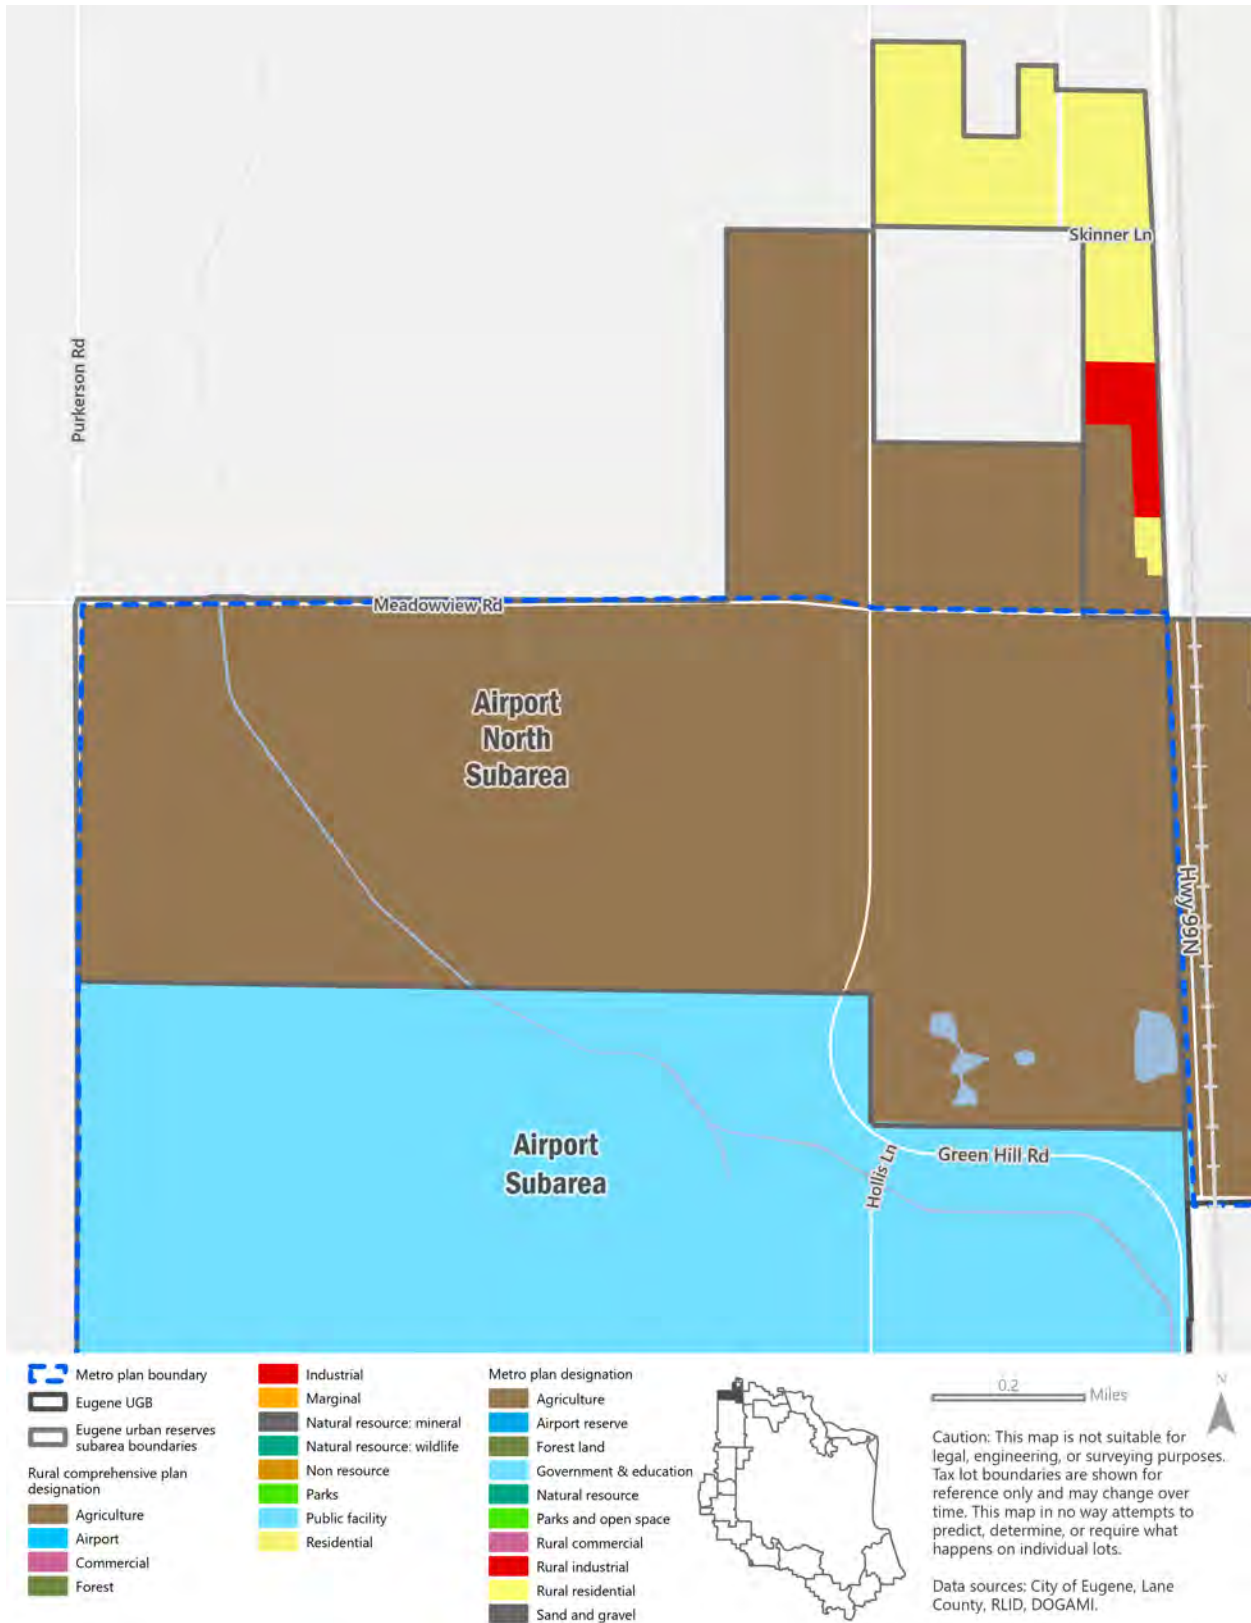 Skinner Ln
Purkerson Rd
Meadowview Rd
Airport
North
Subarea
Hwy 99N
Airport
Subarea
Hollis Ln
Green Hill Rd
Metro plan boundary
Eugene UGB
Eugene urban reserves
subarea boundaries
Rural comprehensive plan
designation
Agriculture
Airport
Commercial
Forest
Industrial
Marginal
Natural resource: mineral
Natural resource: wildlife
Non resource
Parks
Public facility
Residential
Metro plan designation
Agriculture
Airport reserve
Forest land
Government & education
Natural resource
Parks and open space
Rural commercial
Rural industrial
Rural residential
Sand and gravel
0.2
Miles
N
Caution: This map is not suitable for
legal, engineering, or surveying purposes.
Tax lot boundaries are shown for
reference only and may change over
time. This map in no way attempts to
predict, determine, or require what
happens on individual lots.
Data sources: City of Eugene, Lane
County, RLID, DOGAMI.